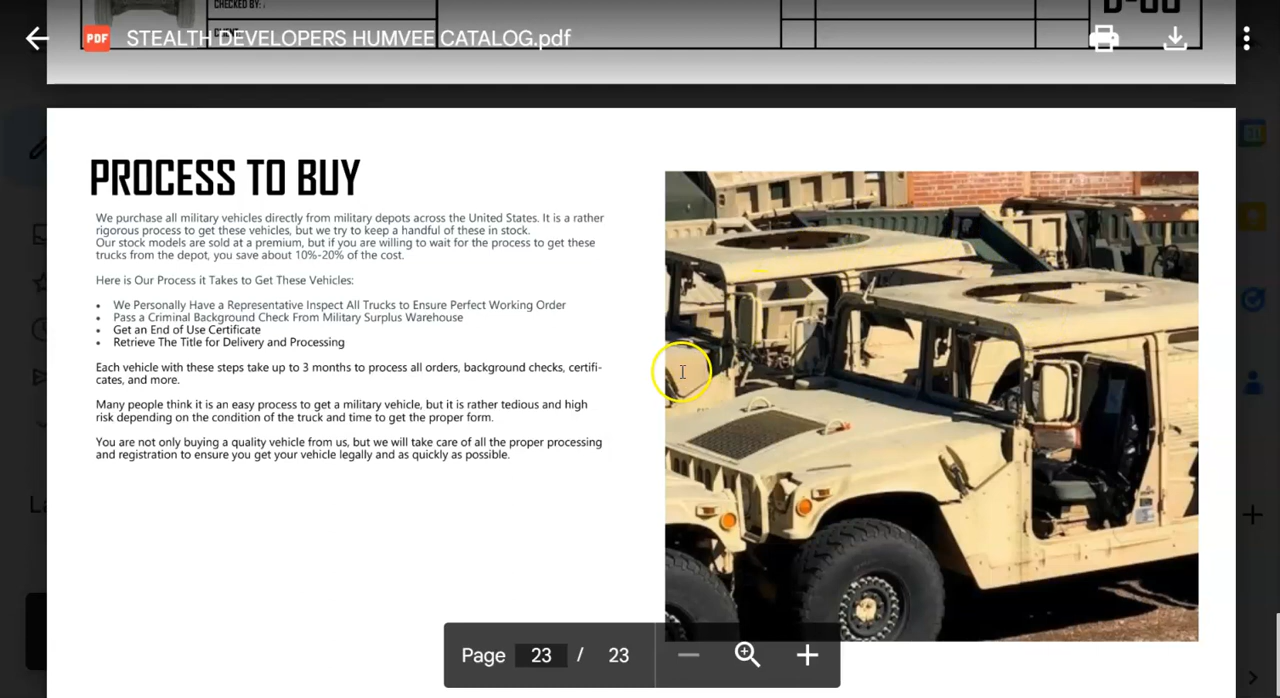 CHECKED BY:
PDF STEALTH DEVELOPERS HUMVEE CATALOG.pdf
PROCESS TO BUY
We purchase all military vehicles directly from military depots across the United States. It is a rather
rigorous process to get these vehicles, but we try to keep a handful of these in stock.
Our stock models are sold at a premium, but if you are willing to wait for the process to get these
trucks from the depot, you save about 10%-20% of the cost.
Here is Our Process it Takes to Get These Vehicles:
• We Personally Have a Representative Inspect All Trucks to Ensure Perfect Working Order
• Pass a Criminal Background Check From Military Surplus Warehouse
• Get an End of Use Certificate
• Retrieve The Title for Delivery and Processing
Each vehicle with these steps take up to 3 months to process all orders, background checks, certifi-
cates, and more.
Many people think it is an easy process to get a military vehicle, but it is rather tedious and high
risk depending on the condition of the truck and time to get the proper form.
You are not only buying a quality vehicle from us, but we will take care of all the proper processing
and registration to ensure you get your vehicle legally and as quickly as possible.
Page 23 / 23